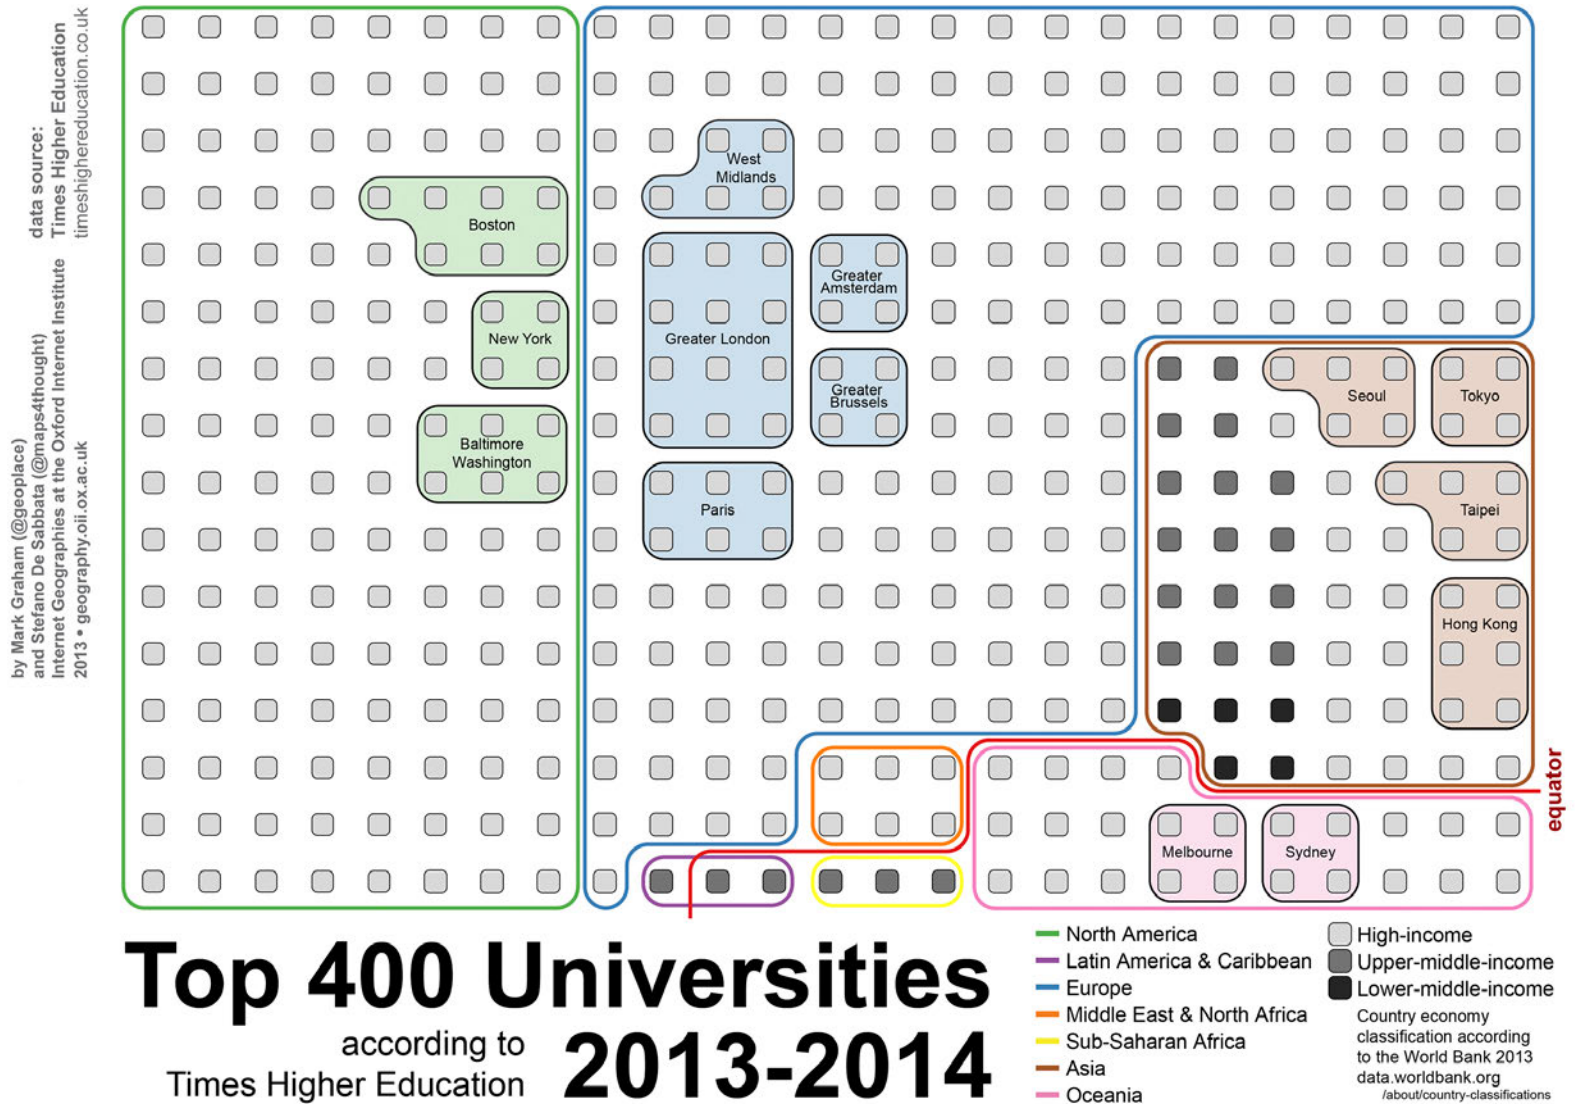 data source:
Times Higher Education
timeshighereducation.co.uk
by Mark Graham (@geoplace)
and Stefano De Sabbata (@maps4thought)
Internet Geographies at the Oxford Internet Institute
2013 • geography.oii.ox.ac.uk
West
Midlands
Boston
Greater
Amsterdam
New York
Greater London
Greater
Brussels
Seoul
Tokyo
Baltimore
Washington
Paris
Taipei
Hong Kong
equator
Melbourne
Sydney
Top 400 Universities
according to
Times Higher Education
2013-2014
North America
Latin America & Caribbean
Europe
Middle East & North Africa
Sub-Saharan Africa
Asia
Oceania
High-income
Upper-middle-income
Lower-middle-income
Country economy
classification according
to the World Bank 2013
data.worldbank.org
/about/country-classifications